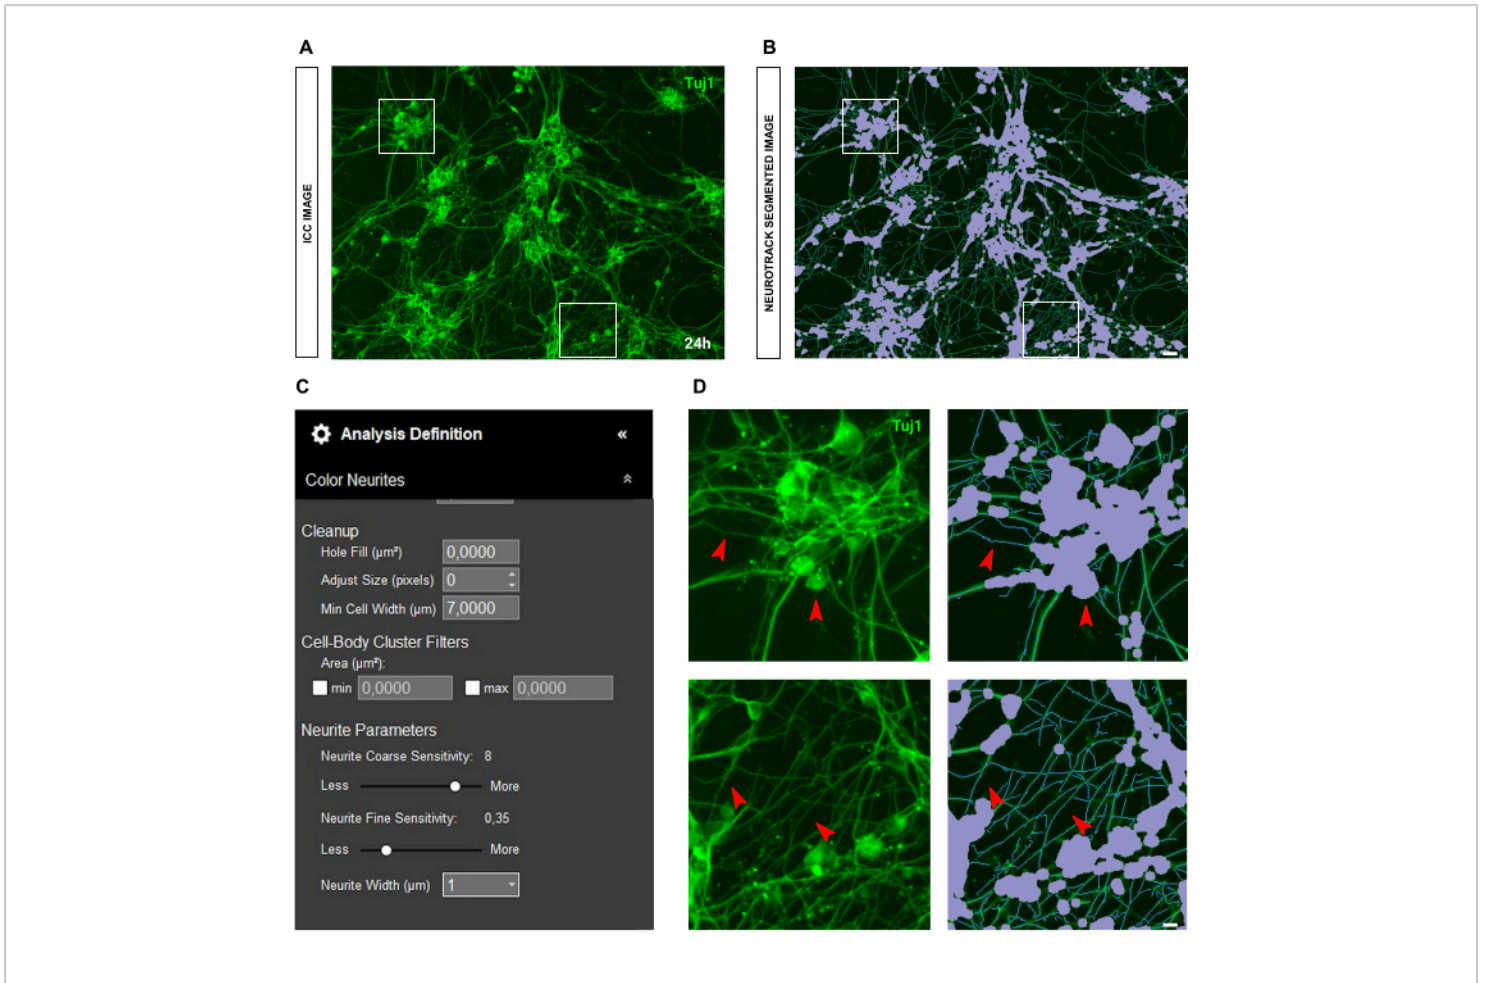 A
B
ICC IMAGE
Tuj1
24h
NEUROTRACK SEGMENTED IMAGE
C
D
Analysis Definition «
Color Neurites
Cleanup
Hole Fill (µm²) 0,0000
Adjust Size (pixels) 0
Min Cell Width (µm) 7,0000
Cell-Body Cluster Filters
Area (µm²):
min 0,0000 max 0,0000
Neurite Parameters
Neurite Coarse Sensitivity: 8
Less More
Neurite Fine Sensitivity: 0,35
Less More
Neurite Width (µm) 1
Tuj1